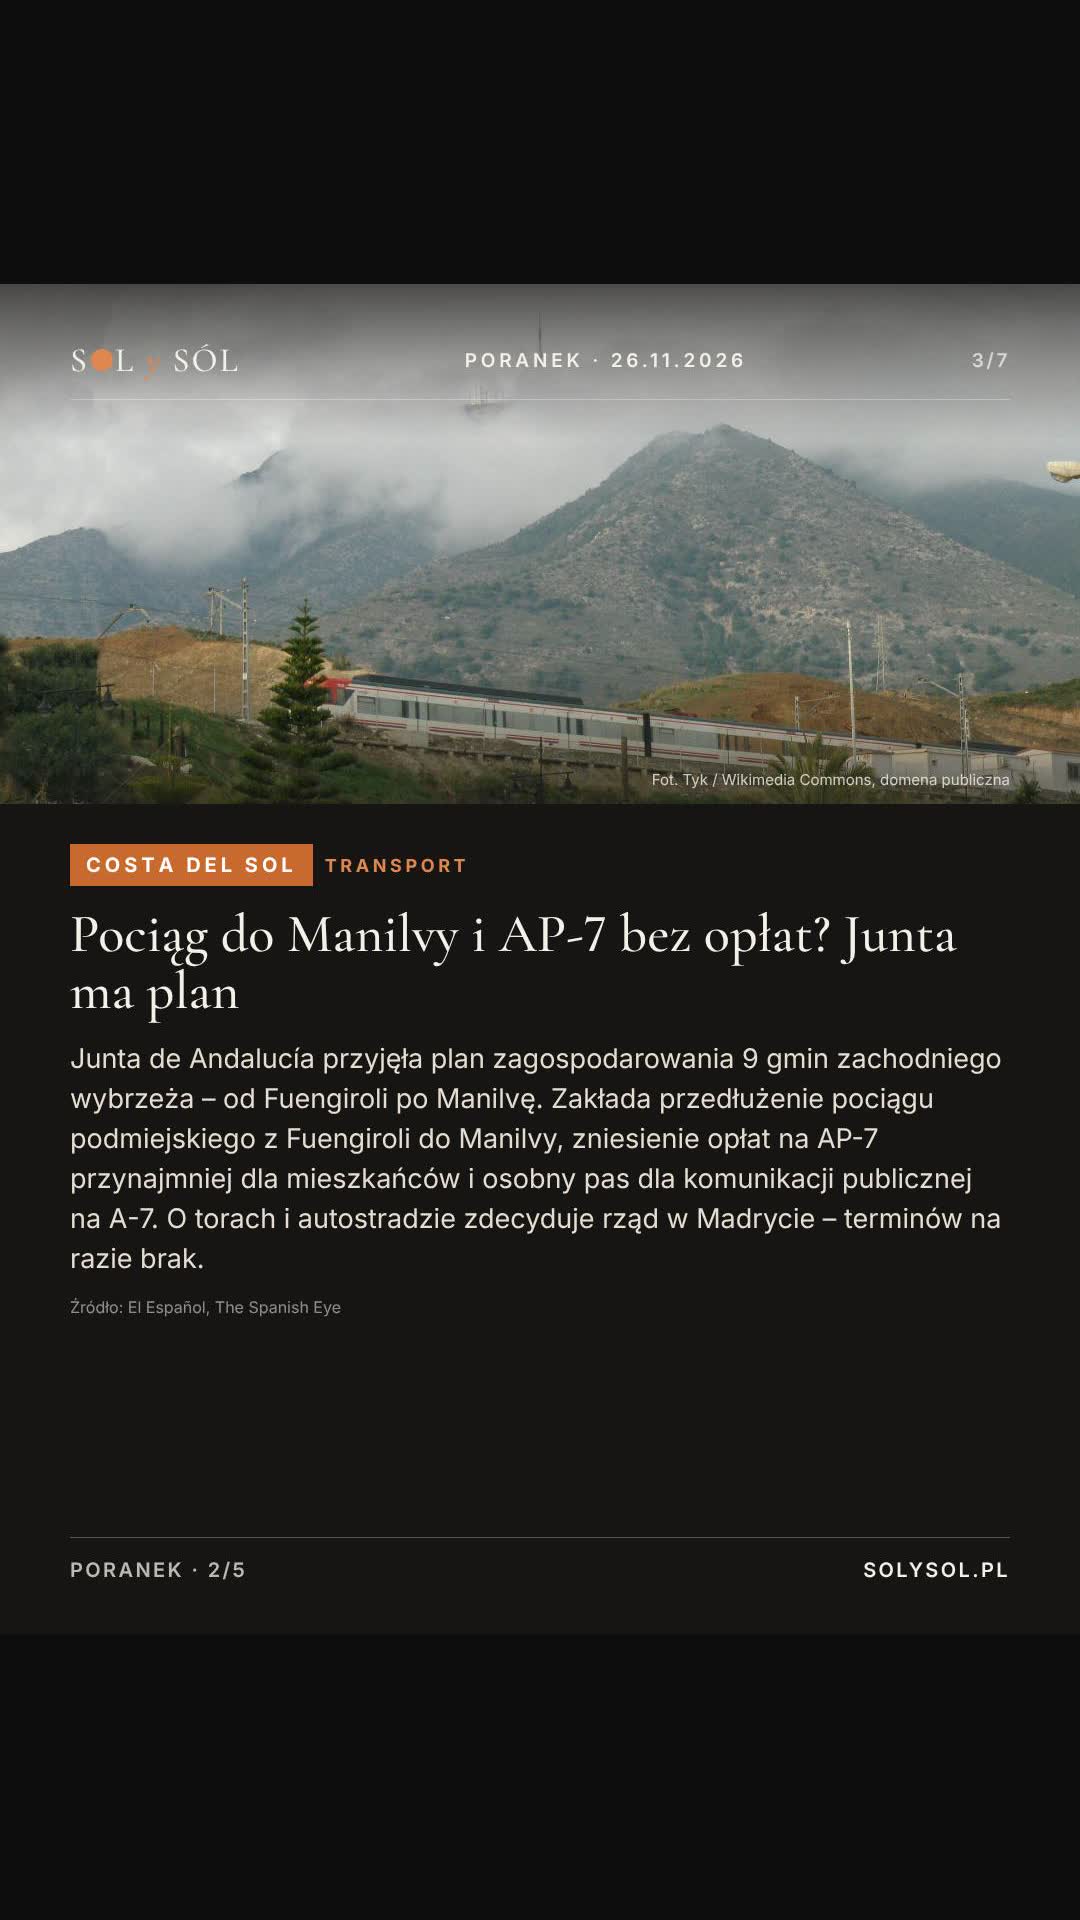 SOL y SÓL
PORANEK · 26.11.2026
3/7
Fot. Tyk / Wikimedia Commons, domena publiczna
COSTA DEL SOL
TRANSPORT
Pociąg do Manilvy i AP-7 bez opłat? Junta
ma plan
Junta de Andalucía przyjęła plan zagospodarowania 9 gmin zachodniego
wybrzeża – od Fuengiroli po Manilvę. Zakłada przedłużenie pociągu
podmiejskiego z Fuengiroli do Manilvy, zniesienie opłat na AP-7
przynajmniej dla mieszkańców i osobny pas dla komunikacji publicznej
na A-7. O torach i autostradzie zdecyduje rząd w Madrycie – terminów na
razie brak.
Źródło: El Español, The Spanish Eye
PORANEK · 2/5
SOLYSOL.PL